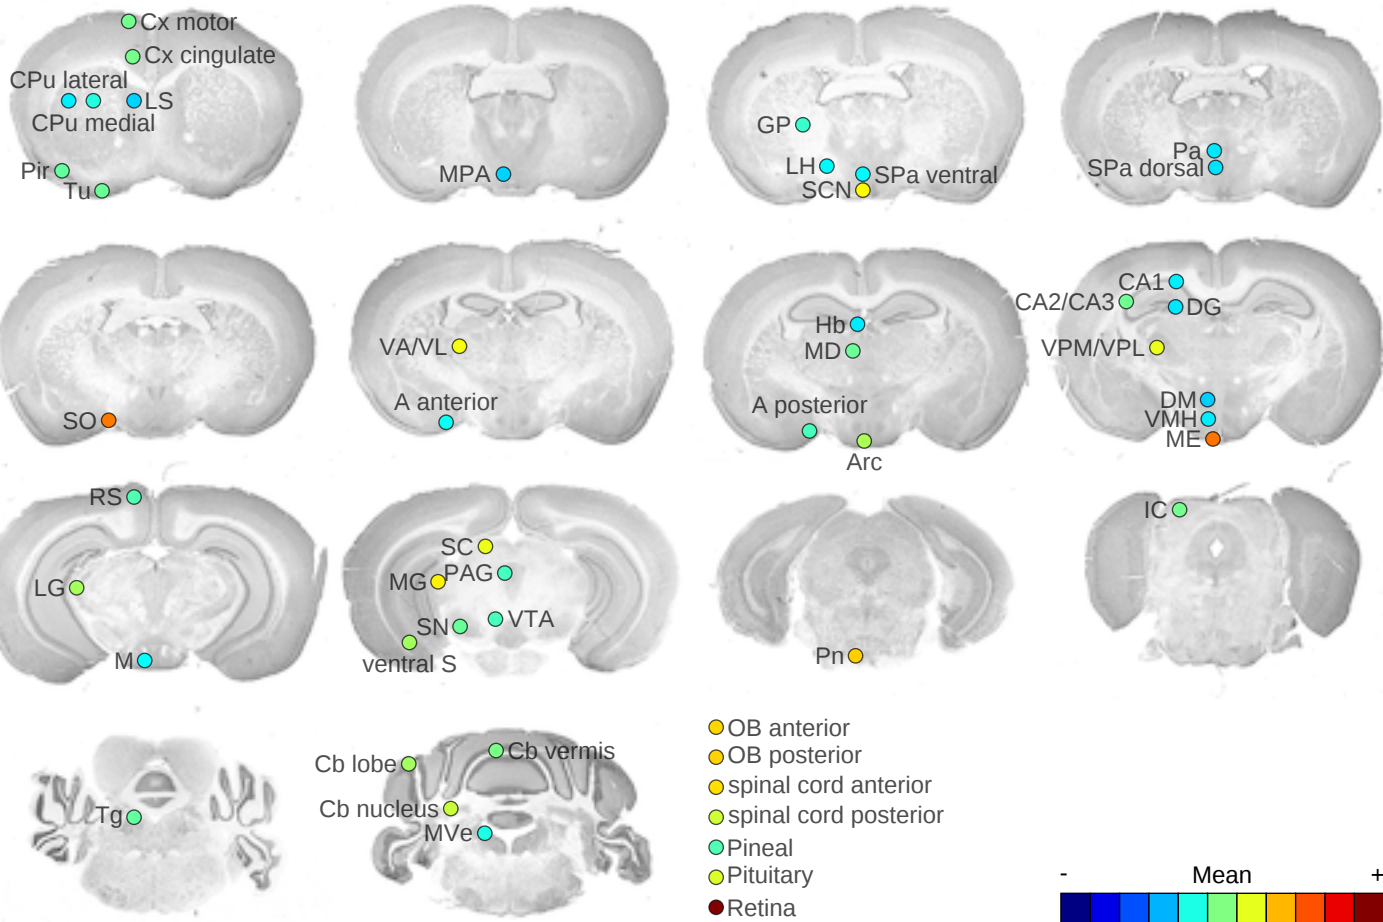 Cx motor
Cx cingulate
CPu lateral
LS
CPu medial
Pir
Tu
MPA
GP
LH
SPa ventral
SCN
Pa
SPa dorsal
SO
VA/VL
A anterior
Hb
MD
A posterior
Arc
CA1
CA2/CA3
DG
VPM/VPL
DM
VMH
ME
RS
LG
M
SC
MG
PAG
SN
VTA
ventral S
Pn
IC
Tg
Cb lobe
Cb vermis
Cb nucleus
MVe
OB anterior
OB posterior
spinal cord anterior
spinal cord posterior
Pineal
Pituitary
Retina
- Mean +